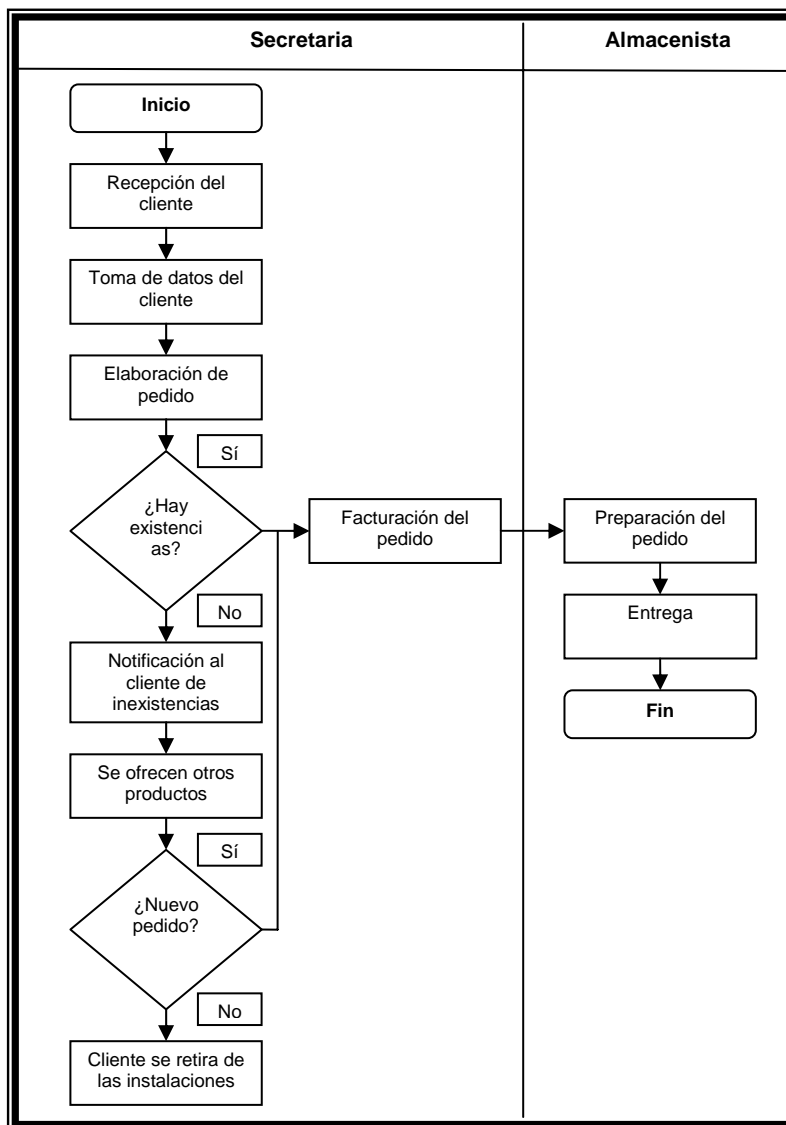 Secretaria
Almacenista
Inicio
Recepción del
cliente
Toma de datos del
cliente
Elaboración de
pedido
Sí
¿Hay
existenci
as?
Facturación del
pedido
Preparación del
pedido
No
Entrega
Notificación al
cliente de
inexistencias
Fin
Se ofrecen otros
productos
Sí
¿Nuevo
pedido?
No
Cliente se retira de
las instalaciones